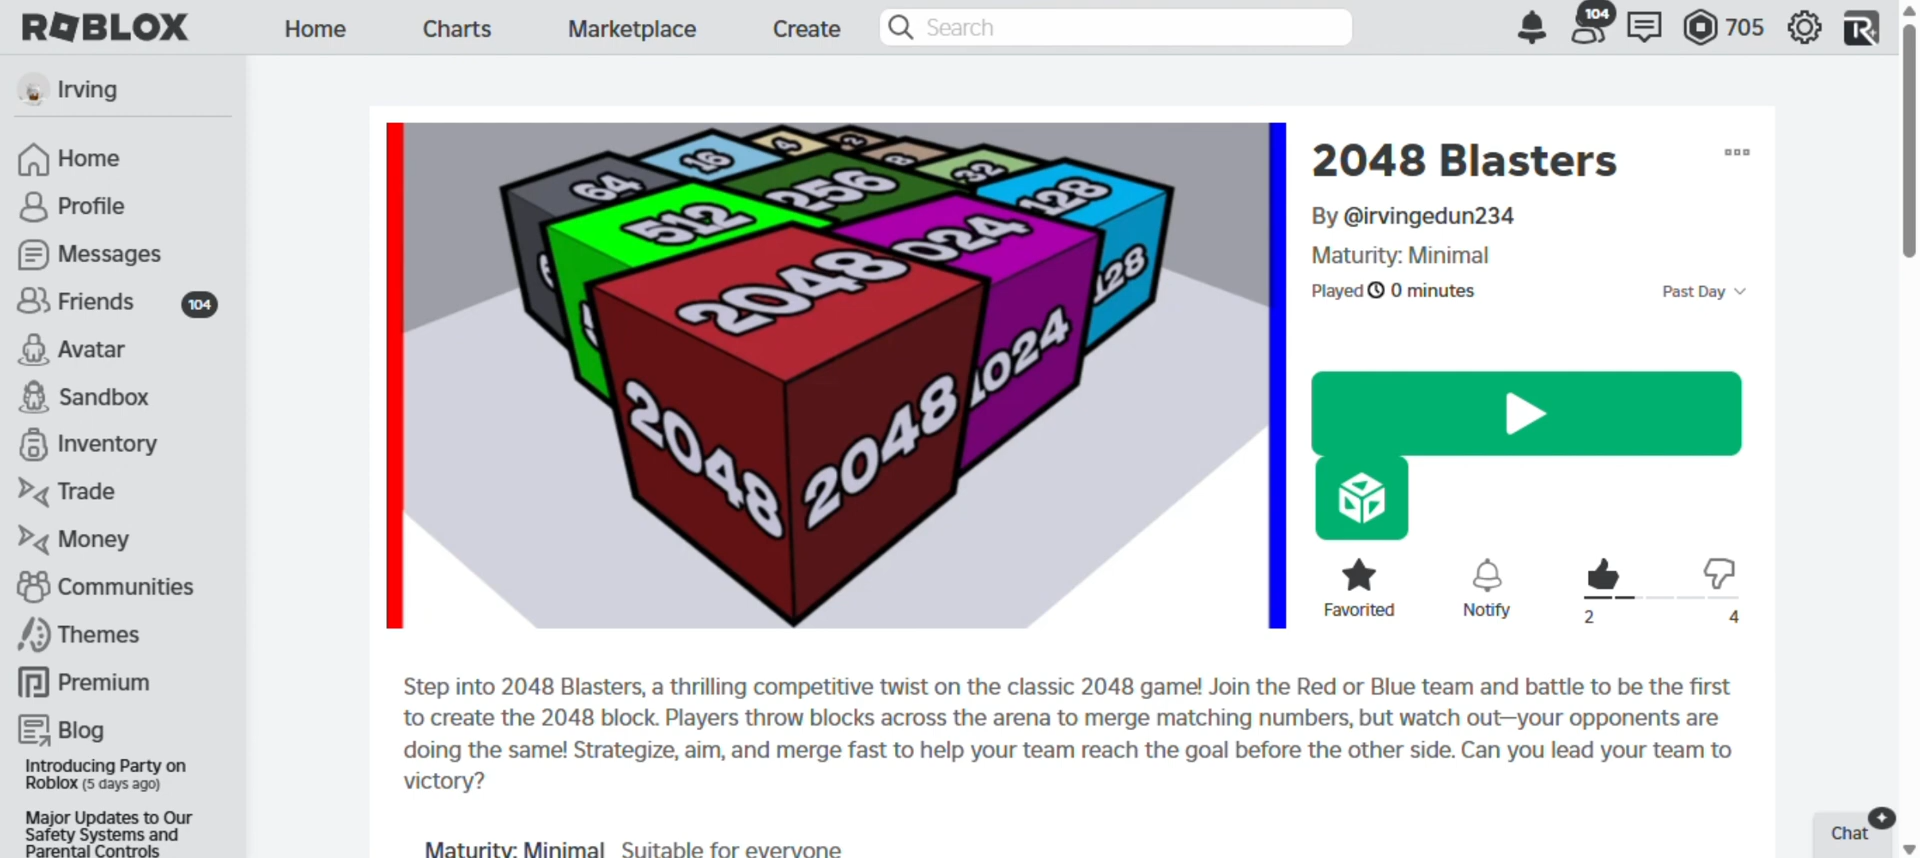 ROBLOX
Home
Charts
Marketplace
Create
Search
104
705
Irving
Home
Profile
Messages
Friends
104
Avatar
Sandbox
Inventory
Trade
Money
Communities
Themes
Premium
Blog
Introducing Party on
Roblox (5 days ago)
Major Updates to Our
Safety Systems and
Parental Controls
16
4
2
8
32
64
256
128
512
1024
128
2048
1024
2048
2048
2048 Blasters
By @irvingedun234
Maturity: Minimal
Played 0 minutes
Past Day
Favorited
Notify
2
4
Step into 2048 Blasters, a thrilling competitive twist on the classic 2048 game! Join the Red or Blue team and battle to be the first
to create the 2048 block. Players throw blocks across the arena to merge matching numbers, but watch out—your opponents are
doing the same! Strategize, aim, and merge fast to help your team reach the goal before the other side. Can you lead your team to
victory?
Maturity: Minimal Suitable for everyone
Chat